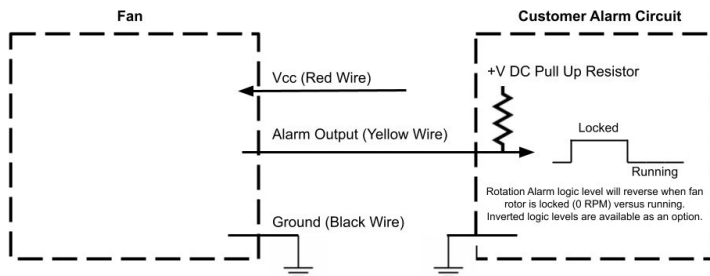 Fan
Customer Alarm Circuit
Vcc (Red Wire)
+V DC Pull Up Resistor
Alarm Output (Yellow Wire)
Locked
Running
Rotation Alarm logic level will reverse when fan
rotor is locked (0 RPM) versus running.
Inverted logic levels are available as an option.
Ground (Black Wire)